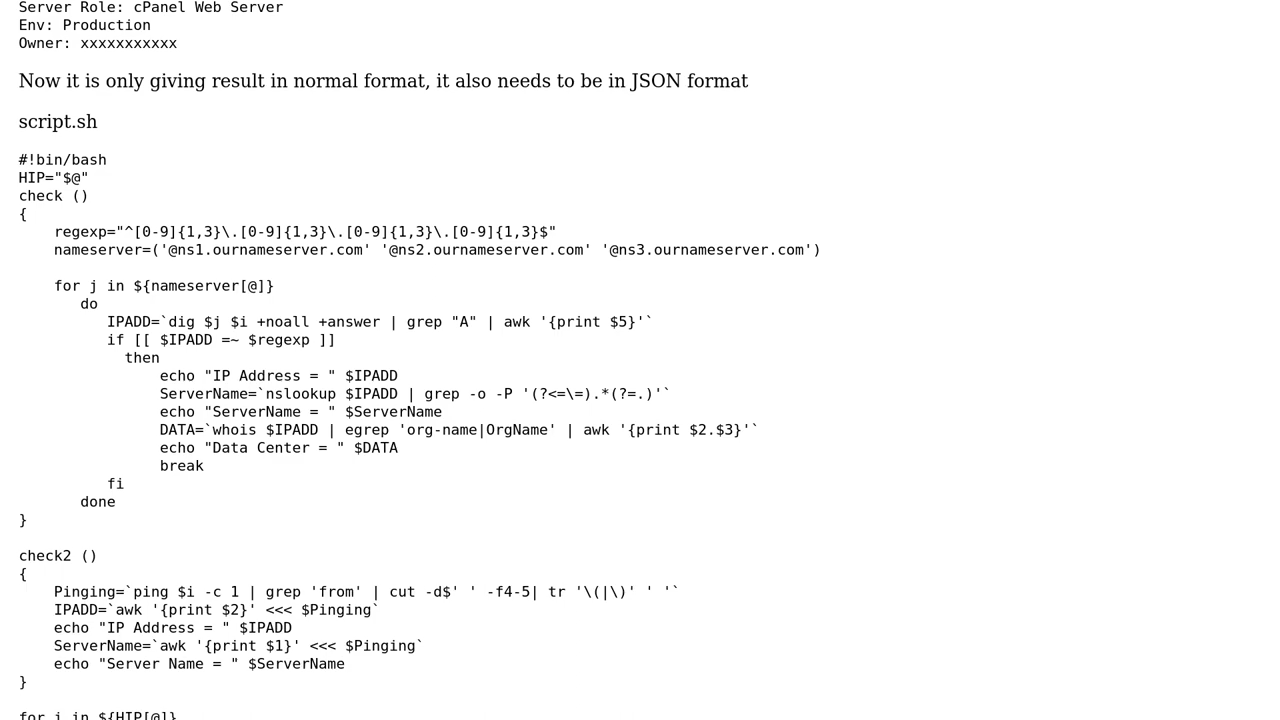 Server Role: cPanel Web Server
Env: Production
Owner: xxxxxxxxxxx
Now it is only giving result in normal format, it also needs to be in JSON format
script.sh
#!bin/bash
HIP="$@"
check ()
{
    regexp="^[0-9]{1,3}\.[0-9]{1,3}\.[0-9]{1,3}\.[0-9]{1,3}$"
    nameserver=('@ns1.ournameserver.com' '@ns2.ournameserver.com' '@ns3.ournameserver.com')
    for j in ${nameserver[@]}
       do
          IPADD=`dig $j $i +noall +answer | grep "A" | awk '{print $5}'`
          if [[ $IPADD =~ $regexp ]]
            then
                echo "IP Address = " $IPADD
                ServerName=`nslookup $IPADD | grep -o -P '(?<=\=).*(?=.)'`
                echo "ServerName = " $ServerName
                DATA=`whois $IPADD | egrep 'org-name|OrgName' | awk '{print $2.$3}'`
                echo "Data Center = " $DATA
                break
          fi
       done
}
check2 ()
{
    Pinging=`ping $i -c 1 | grep 'from' | cut -d$' ' -f4-5| tr '\(|\)' ' '`
    IPADD=`awk '{print $2}' <<< $Pinging`
    echo "IP Address = " $IPADD
    ServerName=`awk '{print $1}' <<< $Pinging`
    echo "Server Name = " $ServerName
}
for i in ${HIP[@]}